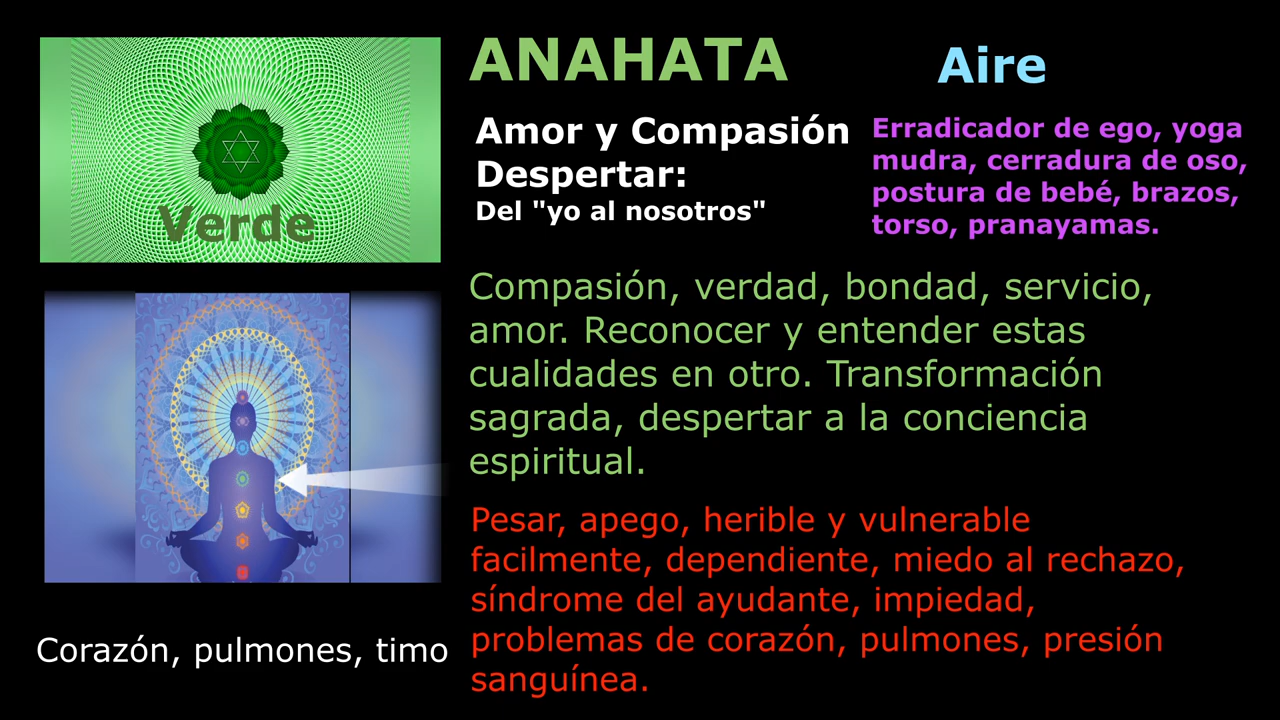 ANAHATA
Aire
Verde
Amor y Compasión
Despertar:
Del "yo al nosotros"
Erradicador de ego, yoga
mudra, cerradura de oso,
postura de bebé, brazos,
torso, pranayamas.
Compasión, verdad, bondad, servicio,
amor. Reconocer y entender estas
cualidades en otro. Transformación
sagrada, despertar a la conciencia
espiritual.
Pesar, apego, herible y vulnerable
facilmente, dependiente, miedo al rechazo,
síndrome del ayudante, impiedad,
problemas de corazón, pulmones, presión
sanguínea.
Corazón, pulmones, timo